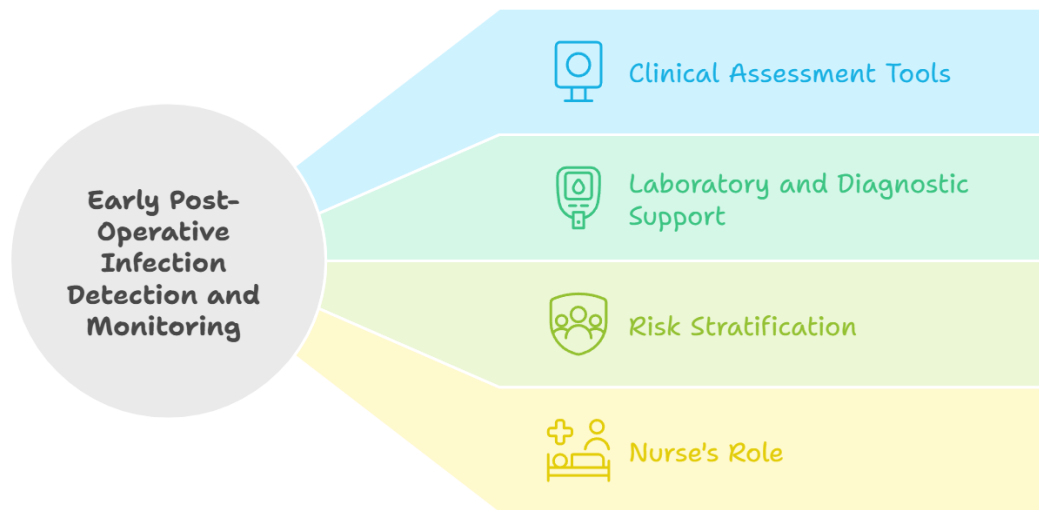 Early Post-
Operative
Infection
Detection and
Monitoring
Clinical Assessment Tools
Laboratory and Diagnostic
Support
Risk Stratification
Nurse's Role